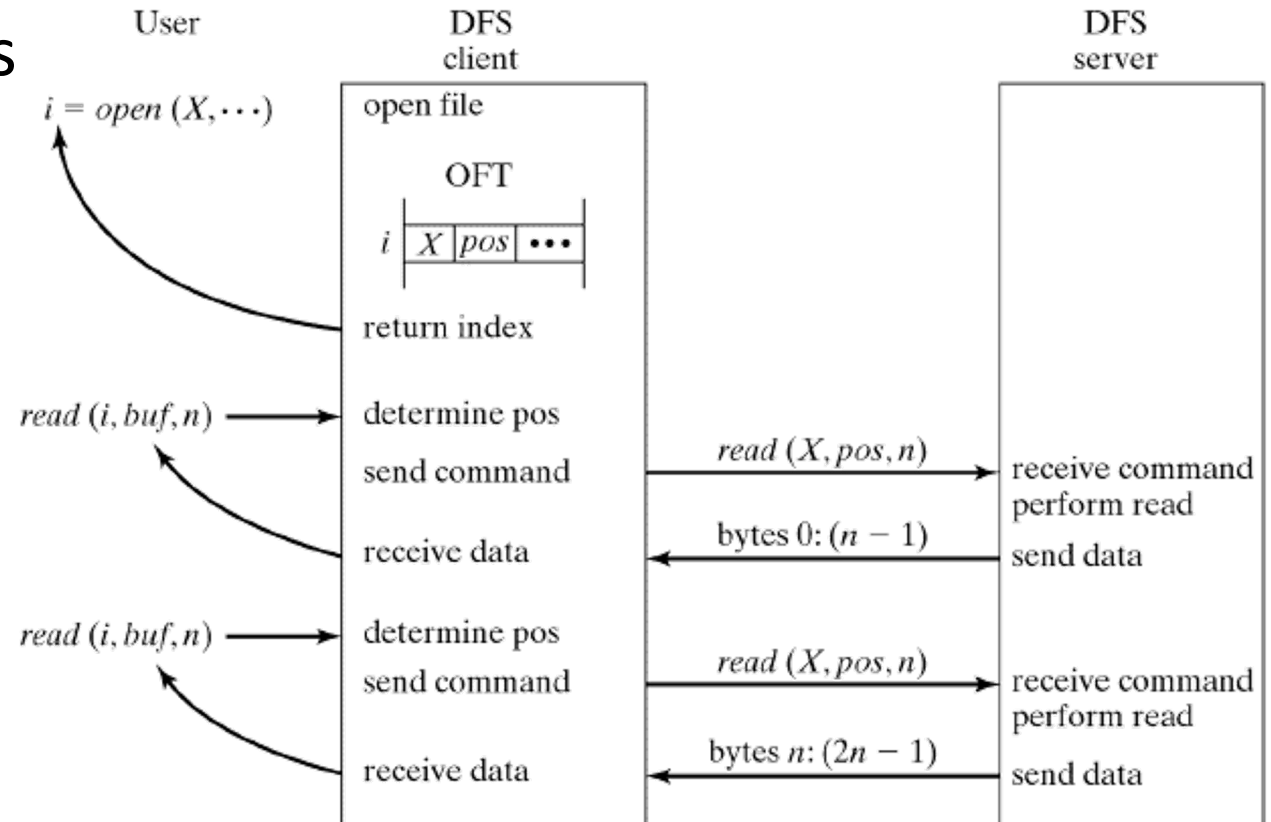 User
DFS
client
DFS
server
s
i = open (X, ···)
open file
OFT
i X pos •••
return index
read (i, buf, n)
determine pos
send command
read (X, pos, n)
receive command
perform read
bytes 0: (n − 1)
receive data
send data
read (i, buf, n)
determine pos
send command
read (X, pos, n)
receive command
perform read
bytes n: (2n − 1)
receive data
send data